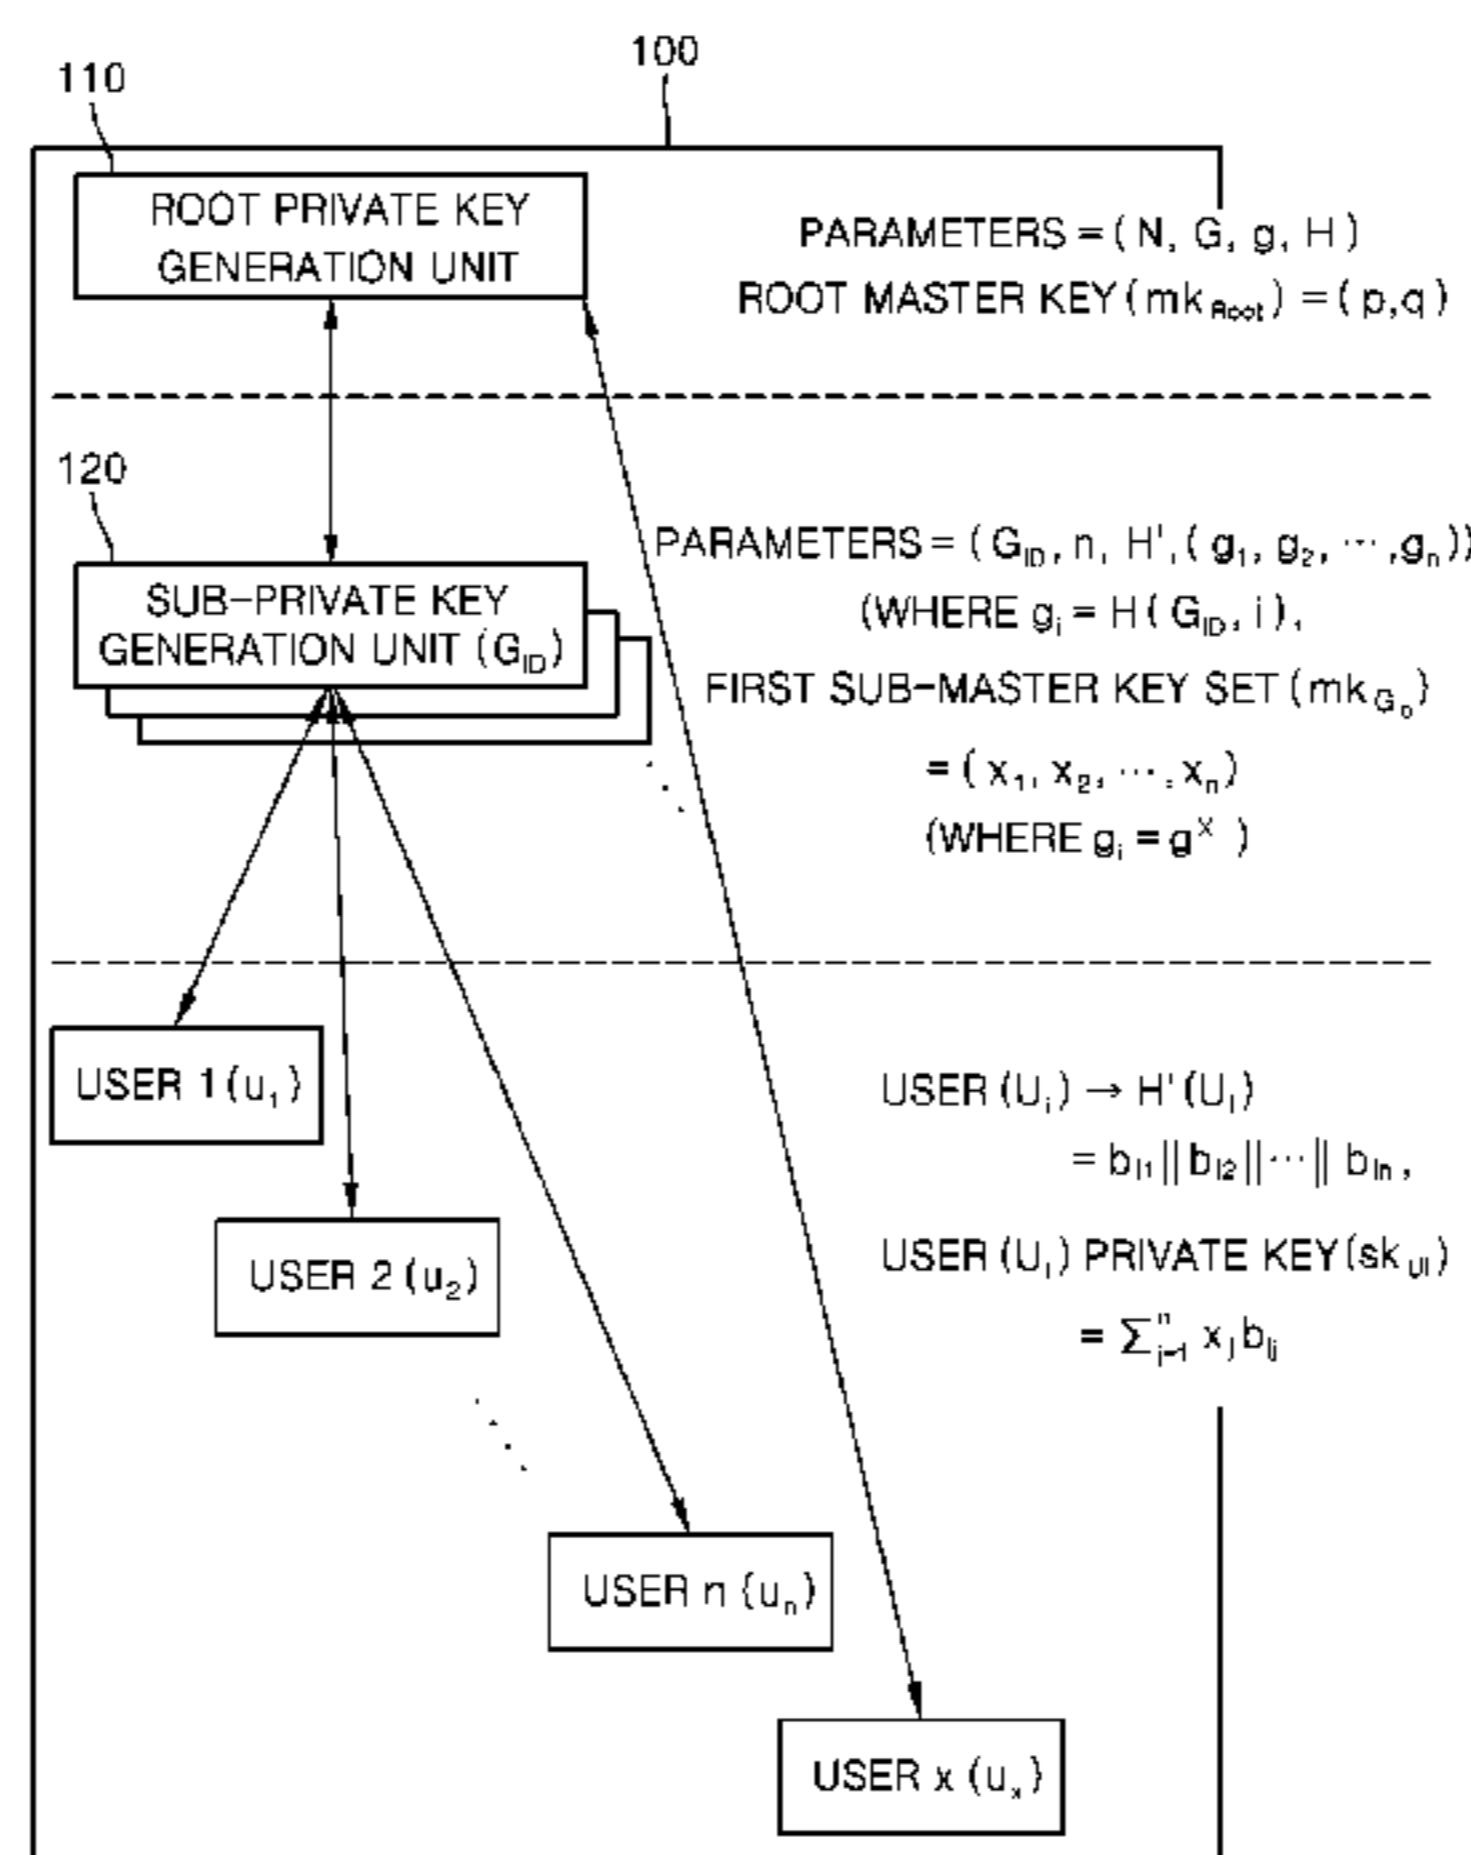 100
110
ROOT PRIVATE KEY
GENERATION UNIT
PARAMETERS = ( N, G, g, H )
ROOT MASTER KEY (mk_Root) = ( p,q )
120
SUB-PRIVATE KEY
GENERATION UNIT (G_ID)
PARAMETERS = ( G_ID, n, H', ( g_1, g_2, ⋯, g_n))
(WHERE g_i = H( G_ID, i ),
FIRST SUB-MASTER KEY SET (mk_G_D)
= ( x_1, x_2, ⋯, x_n)
(WHERE g_i = g^x )
USER 1 (u_1)
USER 2 (u_2)
USER n (u_n)
USER x (u_x)
USER (U_i) → H' (U_i)
= b_i1 || b_i2 || ⋯ || b_in ,
USER (U_i) PRIVATE KEY (sk_Ui)
= ∑_j=1^n x_j b_ij